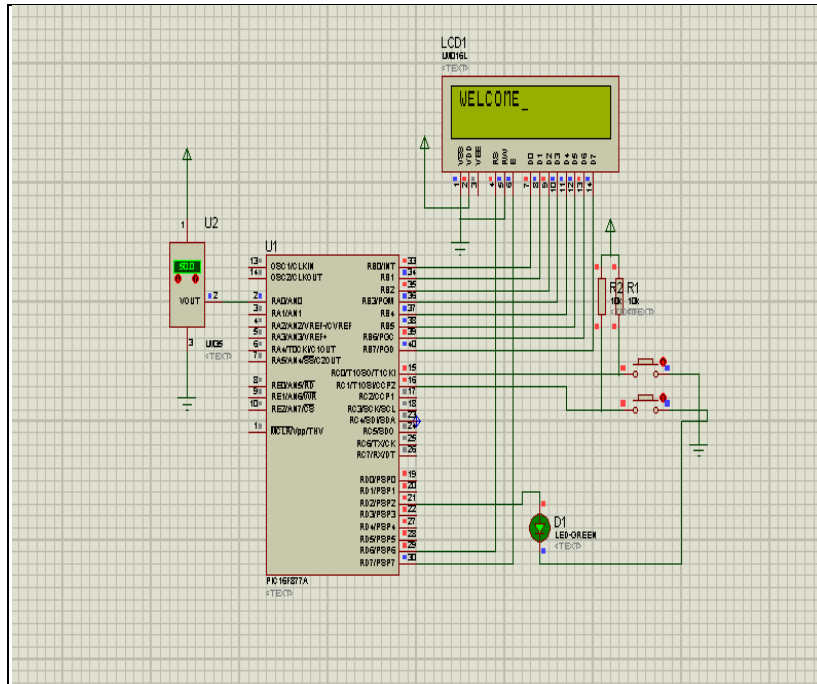 LCD1
LM016L
<TEXT>
WELCOME_
VSS VDD VEE RS RW E D0 D1 D2 D3 D4 D5 D6 D7
1 2 3 4 5 6 7 8 9 10 11 12 13 14
1
U2
50.0
VOUT
2
3
LM35
<TEXT>
U1
13 OSC1/CLKIN RB0/INT 33
14 OSC2/CLKOUT RB1 34
RB2 35
2 RA0/AN0 RB3/PGM 36
3 RA1/AN1 RB4 37
4 RA2/AN2/VREF-/CVREF RB5 38
5 RA3/AN3/VREF+ RB6/PGC 39
6 RA4/T0CKI/C1OUT RB7/PGD 40
7 RA5/AN4/SS/C2OUT
RC0/T1OSO/T1CKI 15
8 RE0/AN5/RD RC1/T1OSI/CCP2 16
9 RE1/AN6/WR RC2/CCP1 17
10 RE2/AN7/CS RC3/SCK/SCL 18
RC4/SDI/SDA 23
1 MCLR/Vpp/THV RC5/SDO 24
RC6/TX/CK 25
RC7/RX/DT 26
RD0/PSP0 19
RD1/PSP1 20
RD2/PSP2 21
RD3/PSP3 22
RD4/PSP4 27
RD5/PSP5 28
RD6/PSP6 29
RD7/PSP7 30
PIC16F877A
<TEXT>
R2 R1
10k 10k
D1
LED-GREEN
<TEXT>